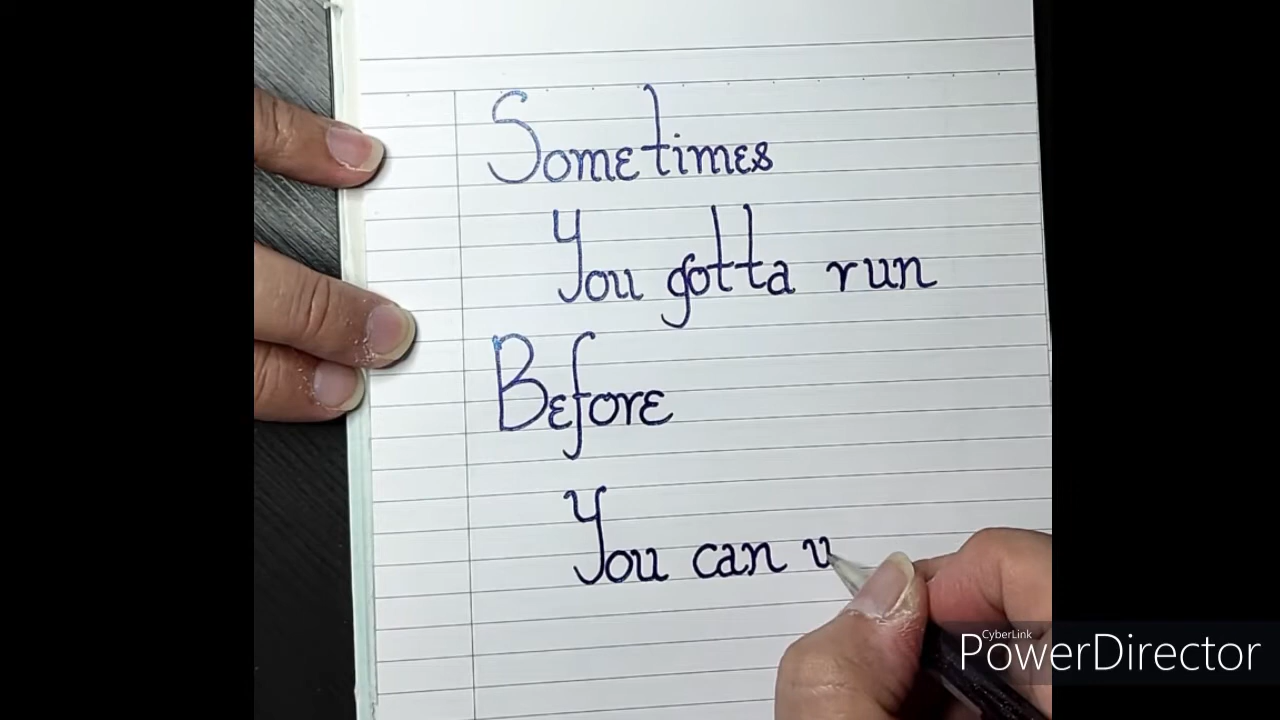 Sometimes
You gotta run
Before
You can
CyberLink
PowerDirector